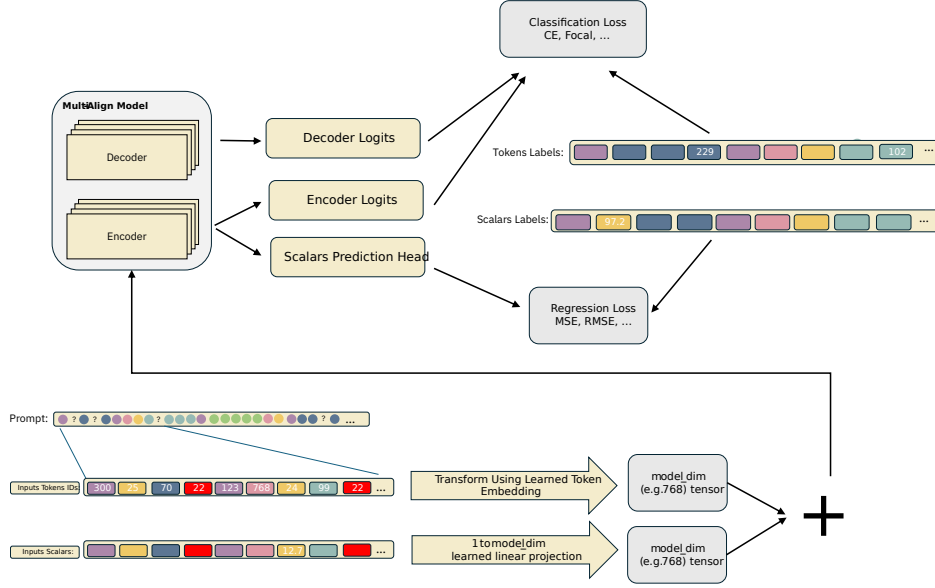 Classification Loss
CE, Focal, ...
Multi-Align Model
Decoder
Decoder Logits
Tokens Labels:
229
102
...
Encoder Logits
Encoder
Scalars Labels:
97.2
...
Scalars Prediction Head
Regression Loss
MSE, RMSE, ...
Prompt:
? ? ? ? ...
Inputs Tokens IDs:
300 25 70 22 123 768 24 99 22 ...
Transform Using Learned Token
Embedding
model_dim
(e.g.768) tensor
+
Inputs Scalars:
12.7
...
1 to model_dim
learned linear projection
model_dim
(e.g.768) tensor